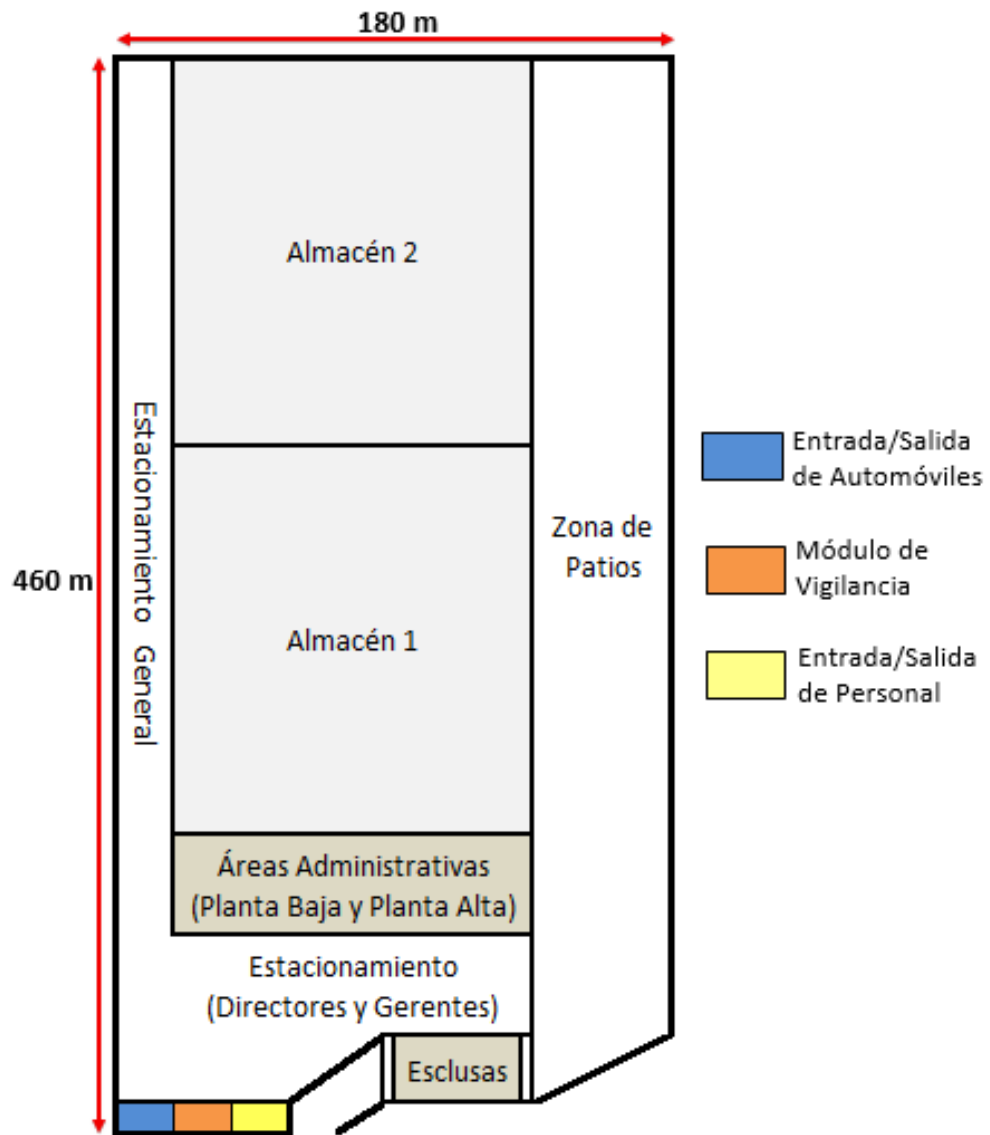 180 m
460 m
Almacén 2
Estacionamiento General
Almacén 1
Zona de
Patios
Áreas Administrativas
(Planta Baja y Planta Alta)
Estacionamiento
(Directores y Gerentes)
Esclusas
Entrada/Salida
de Automóviles
Módulo de
Vigilancia
Entrada/Salida
de Personal